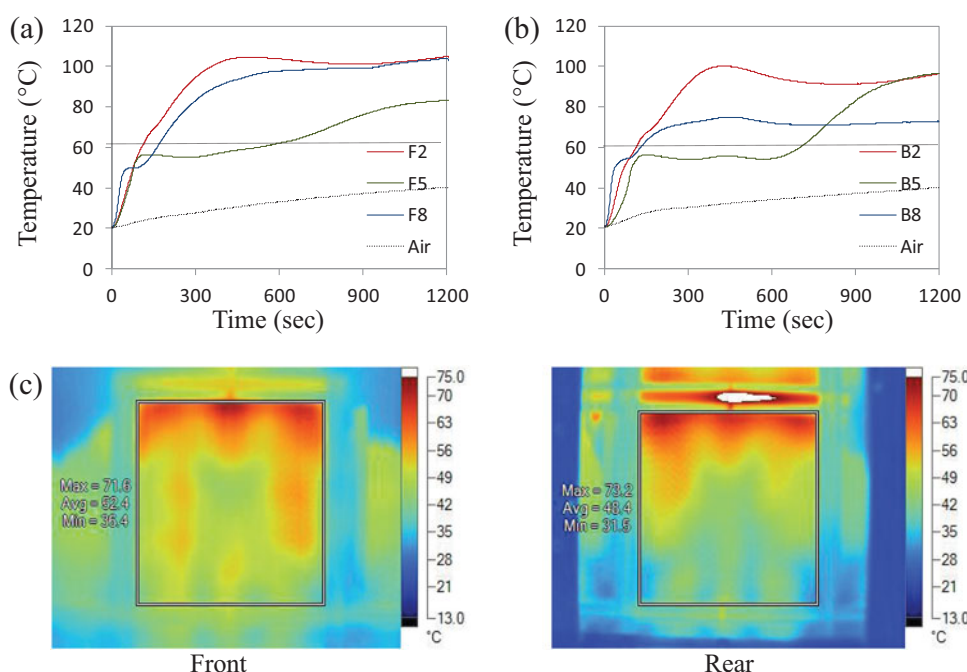 (a)
120
100
80
60
40
20
0
Temperature (°C)
F2
F5
F8
Air
0 300 600 900 1200
Time (sec)
(b)
120
100
80
60
40
20
0
Temperature (°C)
B2
B5
B8
Air
0 300 600 900 1200
Time (sec)
(c)
Max = 71.6
Avg = 52.4
Min = 36.4
75.0
70
63
56
49
42
35
28
21
13.0
°C
Front
Max = 73.2
Avg = 48.4
Min = 31.5
75.0
70
63
56
49
42
35
28
21
13.0
°C
Rear